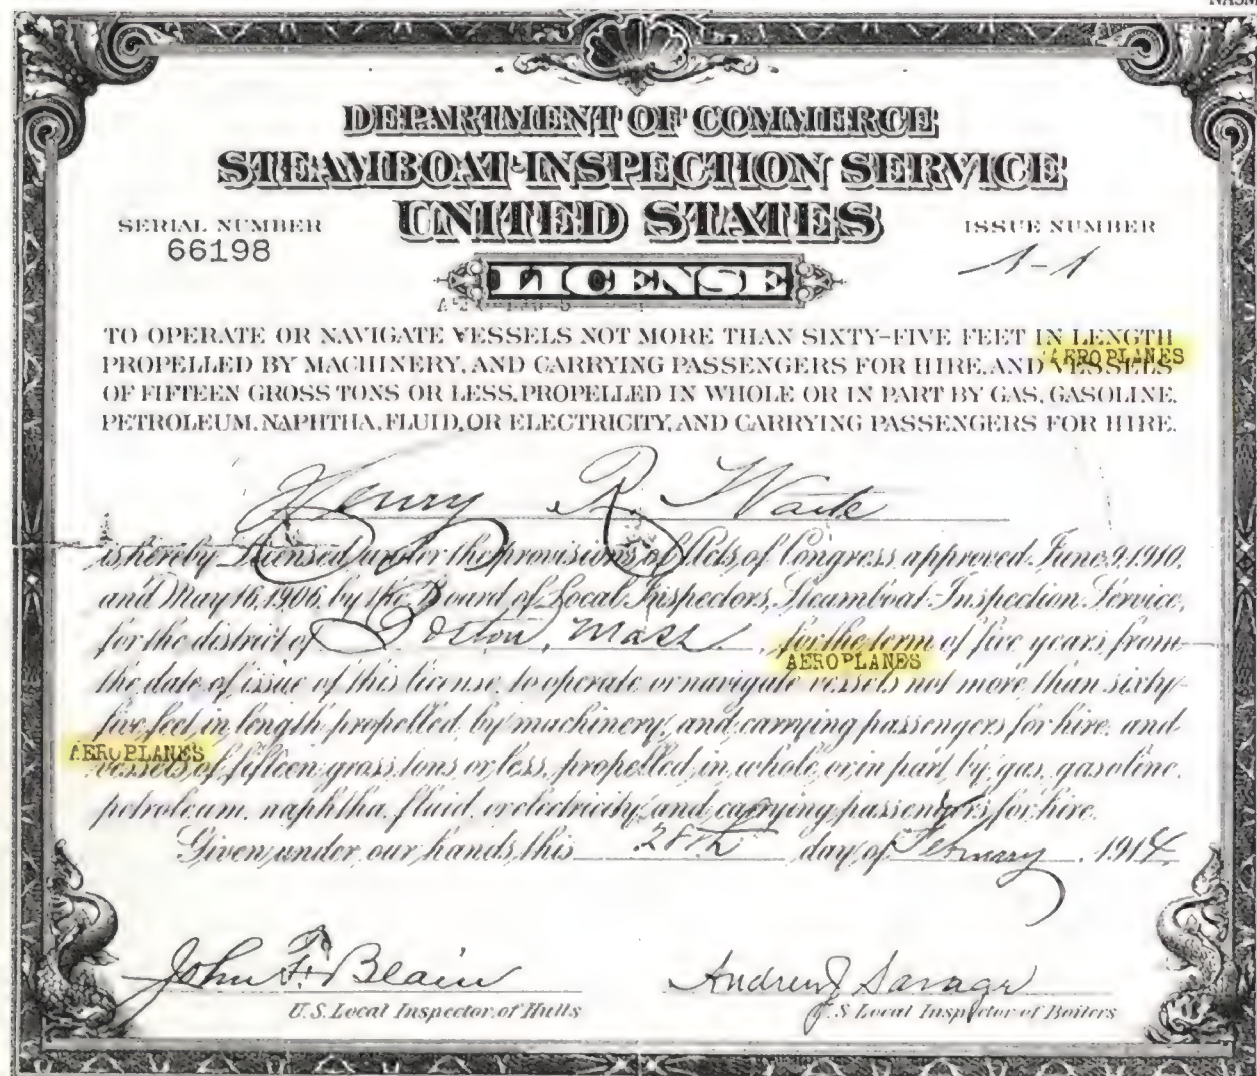 NASM
DEPARTMENT OF COMMERCE
STEAMBOAT-INSPECTION SERVICE
UNITED STATES
SERIAL NUMBER
66198
ISSUE NUMBER
1-1
LICENSE
TO OPERATE OR NAVIGATE VESSELS NOT MORE THAN SIXTY-FIVE FEET IN LENGTH
AEROPLANES
PROPELLED BY MACHINERY, AND CARRYING PASSENGERS FOR HIRE, AND VESSELS
OF FIFTEEN GROSS TONS OR LESS, PROPELLED IN WHOLE OR IN PART BY GAS, GASOLINE,
PETROLEUM, NAPHTHA, FLUID, OR ELECTRICITY, AND CARRYING PASSENGERS FOR HIRE.
Henry R. Waite
is hereby Licensed under the provisions of Acts of Congress approved June 9, 1910,
and May 16, 1906, by the Board of Local Inspectors, Steamboat-Inspection Service,
for the district of Boston, Mass., for the term of five years from
AEROPLANES
the date of issue of this license, to operate or navigate vessels not more than sixty-
five feet in length propelled by machinery, and carrying passengers for hire, and
AEROPLANES
vessels of fifteen gross tons or less, propelled in whole or in part by gas, gasoline,
petroleum, naphtha, fluid, or electricity, and carrying passengers for hire.
Given under our hands this 28th day of February, 1914
John F. Blain
Andrew J Savage
U.S. Local Inspector of Hulls
U.S. Local Inspector of Boilers